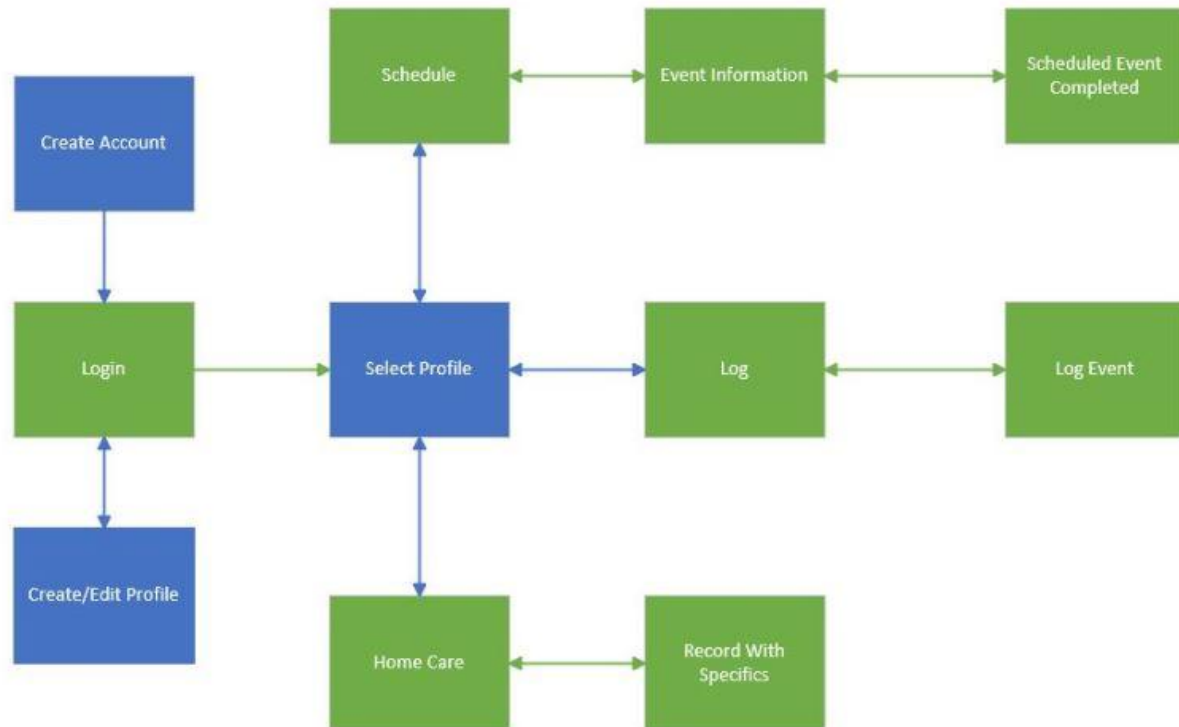 Schedule
Event Information
Scheduled Event
Completed
Create Account
Login
Select Profile
Log
Log Event
Create/Edit Profile
Home Care
Record With
Specifics